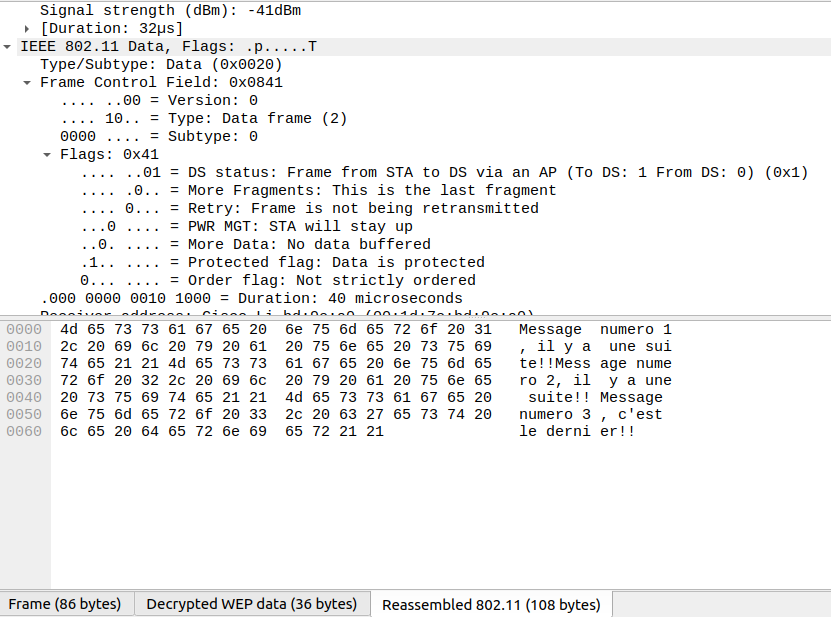 Signal strength (dBm): -41dBm
[Duration: 32µs]
IEEE 802.11 Data, Flags: .p.....T
Type/Subtype: Data (0x0020)
Frame Control Field: 0x0841
.... ..00 = Version: 0
.... 10.. = Type: Data frame (2)
0000 .... = Subtype: 0
Flags: 0x41
.... ..01 = DS status: Frame from STA to DS via an AP (To DS: 1 From DS: 0) (0x1)
.... .0.. = More Fragments: This is the last fragment
.... 0... = Retry: Frame is not being retransmitted
...0 .... = PWR MGT: STA will stay up
..0. .... = More Data: No data buffered
.1.. .... = Protected flag: Data is protected
0... .... = Order flag: Not strictly ordered
.000 0000 0010 1000 = Duration: 40 microseconds
Receiver address: Cisco-Li
0000 4d 65 73 73 61 67 65 20 6e 75 6d 65 72 6f 20 31 Message numero 1
0010 2c 20 69 6c 20 79 20 61 20 75 6e 65 20 73 75 69 , il y a une sui
0020 74 65 21 21 4d 65 73 73 61 67 65 20 6e 75 6d 65 te!!Mess age nume
0030 72 6f 20 32 2c 20 69 6c 20 79 20 61 20 75 6e 65 ro 2, il y a une
0040 20 73 75 69 74 65 21 21 4d 65 73 73 61 67 65 20 suite!! Message
0050 6e 75 6d 65 72 6f 20 33 2c 20 63 27 65 73 74 20 numero 3 , c'est
0060 6c 65 20 64 65 72 6e 69 65 72 21 21 le derni er!!
Frame (86 bytes) Decrypted WEP data (36 bytes) Reassembled 802.11 (108 bytes)